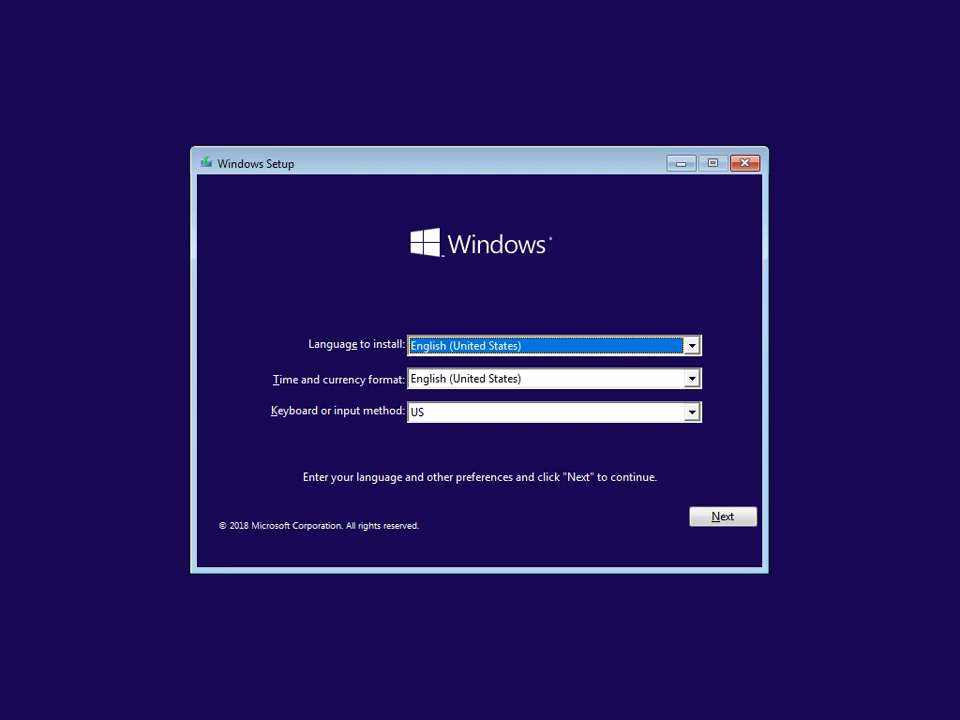 Windows Setup
Windows
Language to install: English (United States)
Time and currency format: English (United States)
Keyboard or input method: US
Enter your language and other preferences and click "Next" to continue.
Next
© 2018 Microsoft Corporation. All rights reserved.